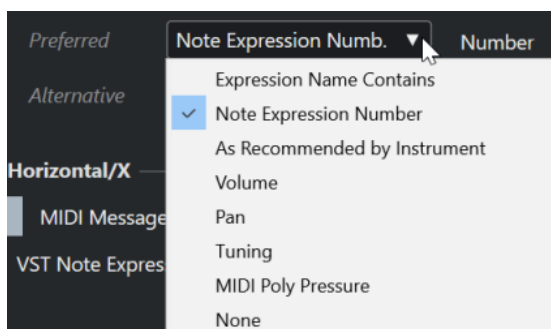 Preferred Note Expression Numb. Number
Expression Name Contains
Alternative
Note Expression Number
As Recommended by Instrument
Horizontal/X
Volume
MIDI Message
Pan
Tuning
VST Note Expres
MIDI Poly Pressure
None